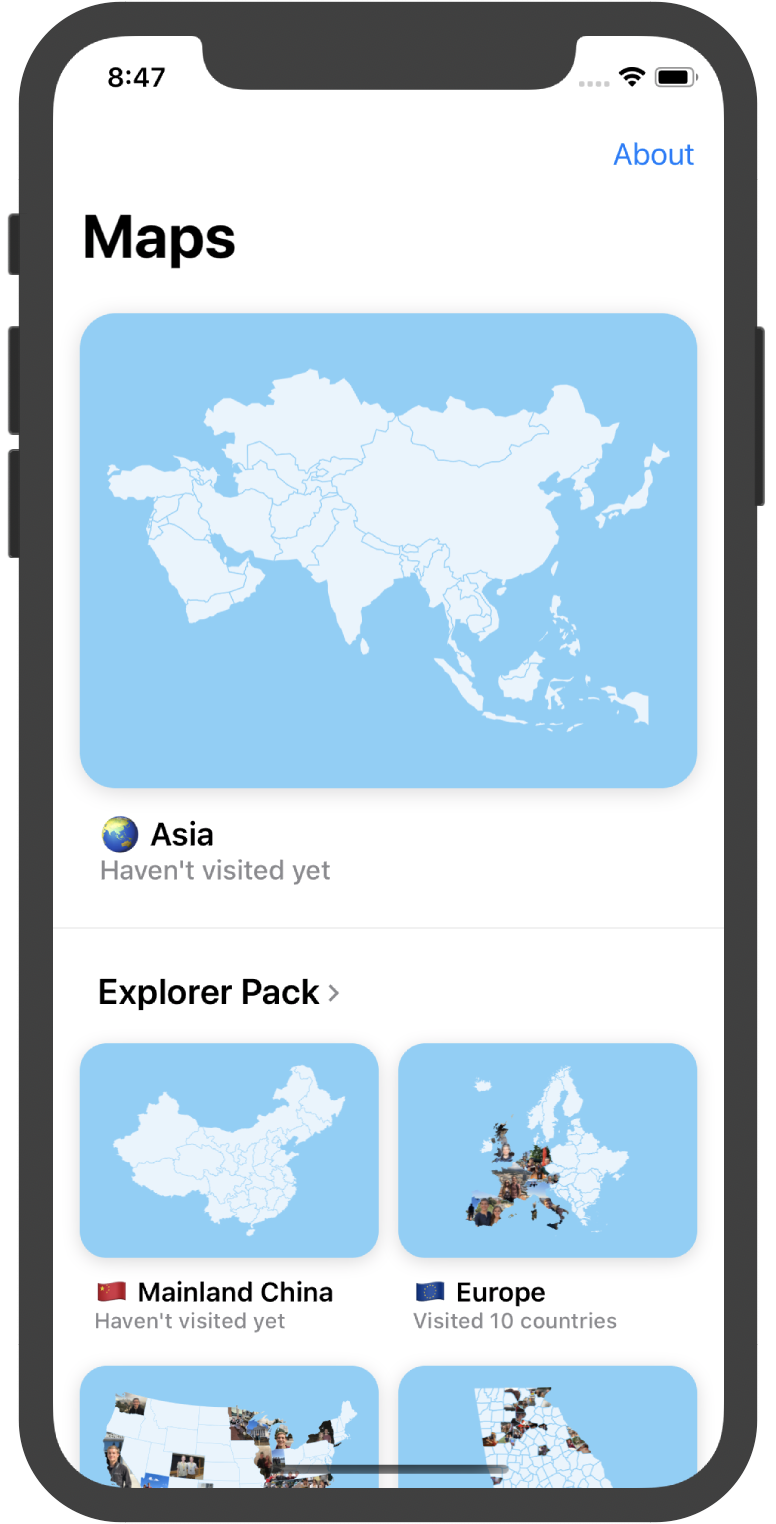 8:47
About
Maps
🌏 Asia
Haven't visited yet
Explorer Pack >
🇨🇳 Mainland China
Haven't visited yet
🇪🇺 Europe
Visited 10 countries